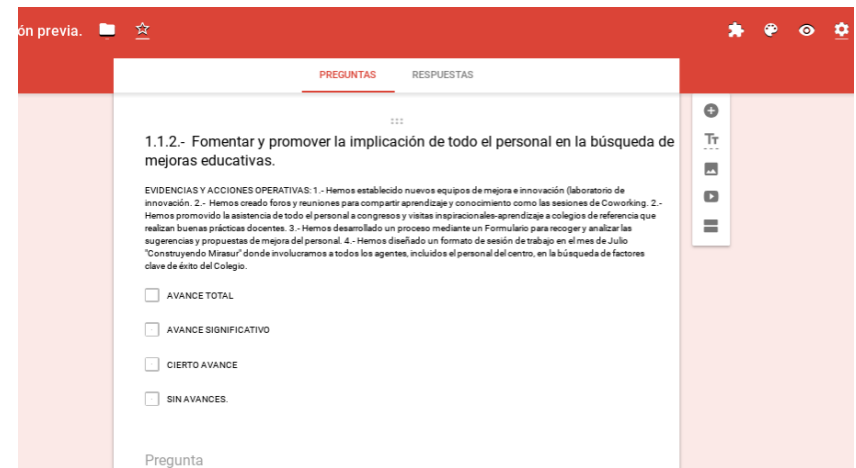 ón previa.
PREGUNTAS RESPUESTAS
1.1.2.- Fomentar y promover la implicación de todo el personal en la búsqueda de
mejoras educativas.
EVIDENCIAS Y ACCIONES OPERATIVAS: 1.- Hemos establecido nuevos equipos de mejora e innovación (laboratorio de
innovación. 2.- Hemos creado foros y reuniones para compartir aprendizaje y conocimiento como las sesiones de Coworking. 2.-
Hemos promovido la asistencia de todo el personal a congresos y visitas inspiracionales-aprendizaje a colegios de referencia que
realizan buenas prácticas docentes. 3.- Hemos desarrollado un proceso mediante un Formulario para recoger y analizar las
sugerencias y propuestas de mejora del personal. 4.- Hemos diseñado un formato de sesión de trabajo en el mes de Julio
"Construyendo Mirasur" donde involucramos a todos los agentes, incluidos el personal del centro, en la búsqueda de factores
clave de éxito del Colegio.
AVANCE TOTAL
AVANCE SIGNIFICATIVO
CIERTO AVANCE
SIN AVANCES.
Pregunta
Tт